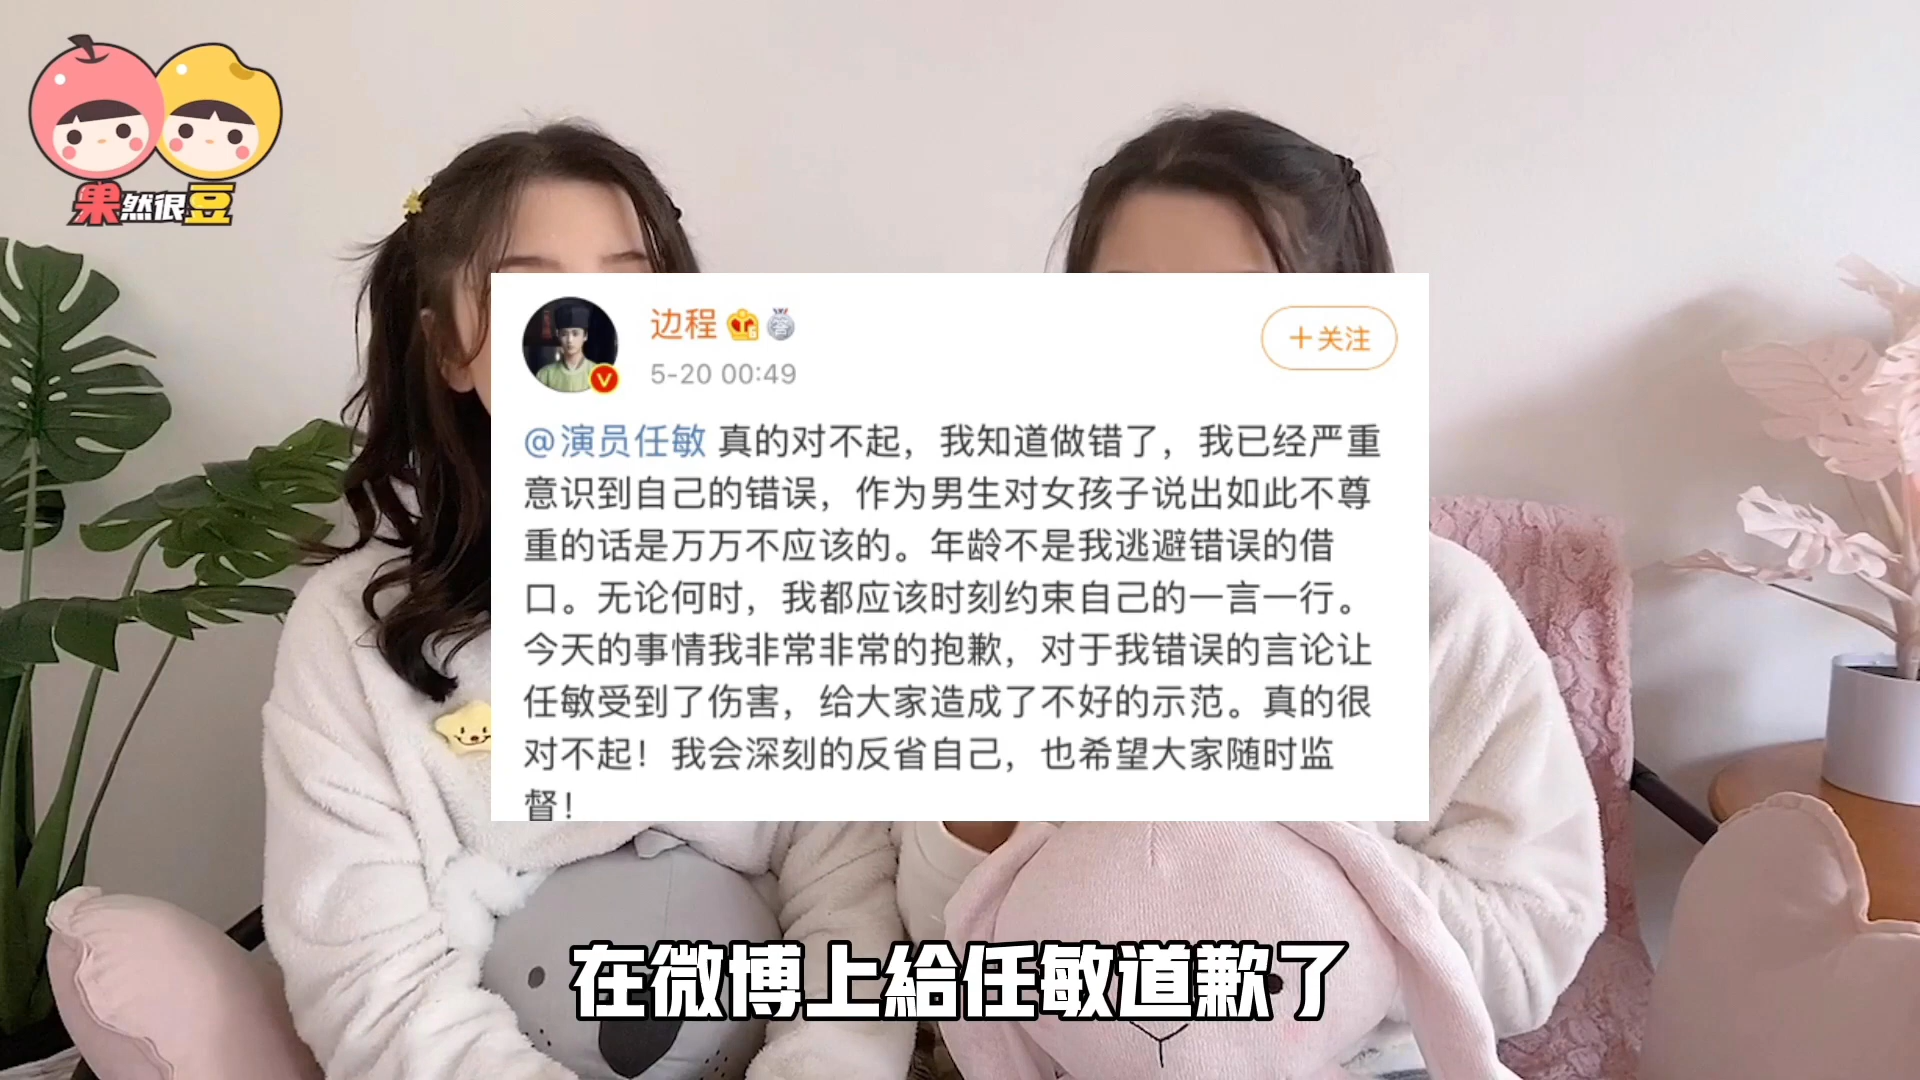 果然很豆
边程
5-20 00:49
+关注
@演员任敏 真的对不起，我知道做错了，我已经严重
意识到自己的错误，作为男生对女孩子说出如此不尊
重的话是万万不应该的。年龄不是我逃避错误的借
口。无论何时，我都应该时刻约束自己的一言一行。
今天的事情我非常非常的抱歉，对于我错误的言论让
任敏受到了伤害，给大家造成了不好的示范。真的很
对不起！我会深刻的反省自己，也希望大家随时监
督！
在微博上給任敏道歉了